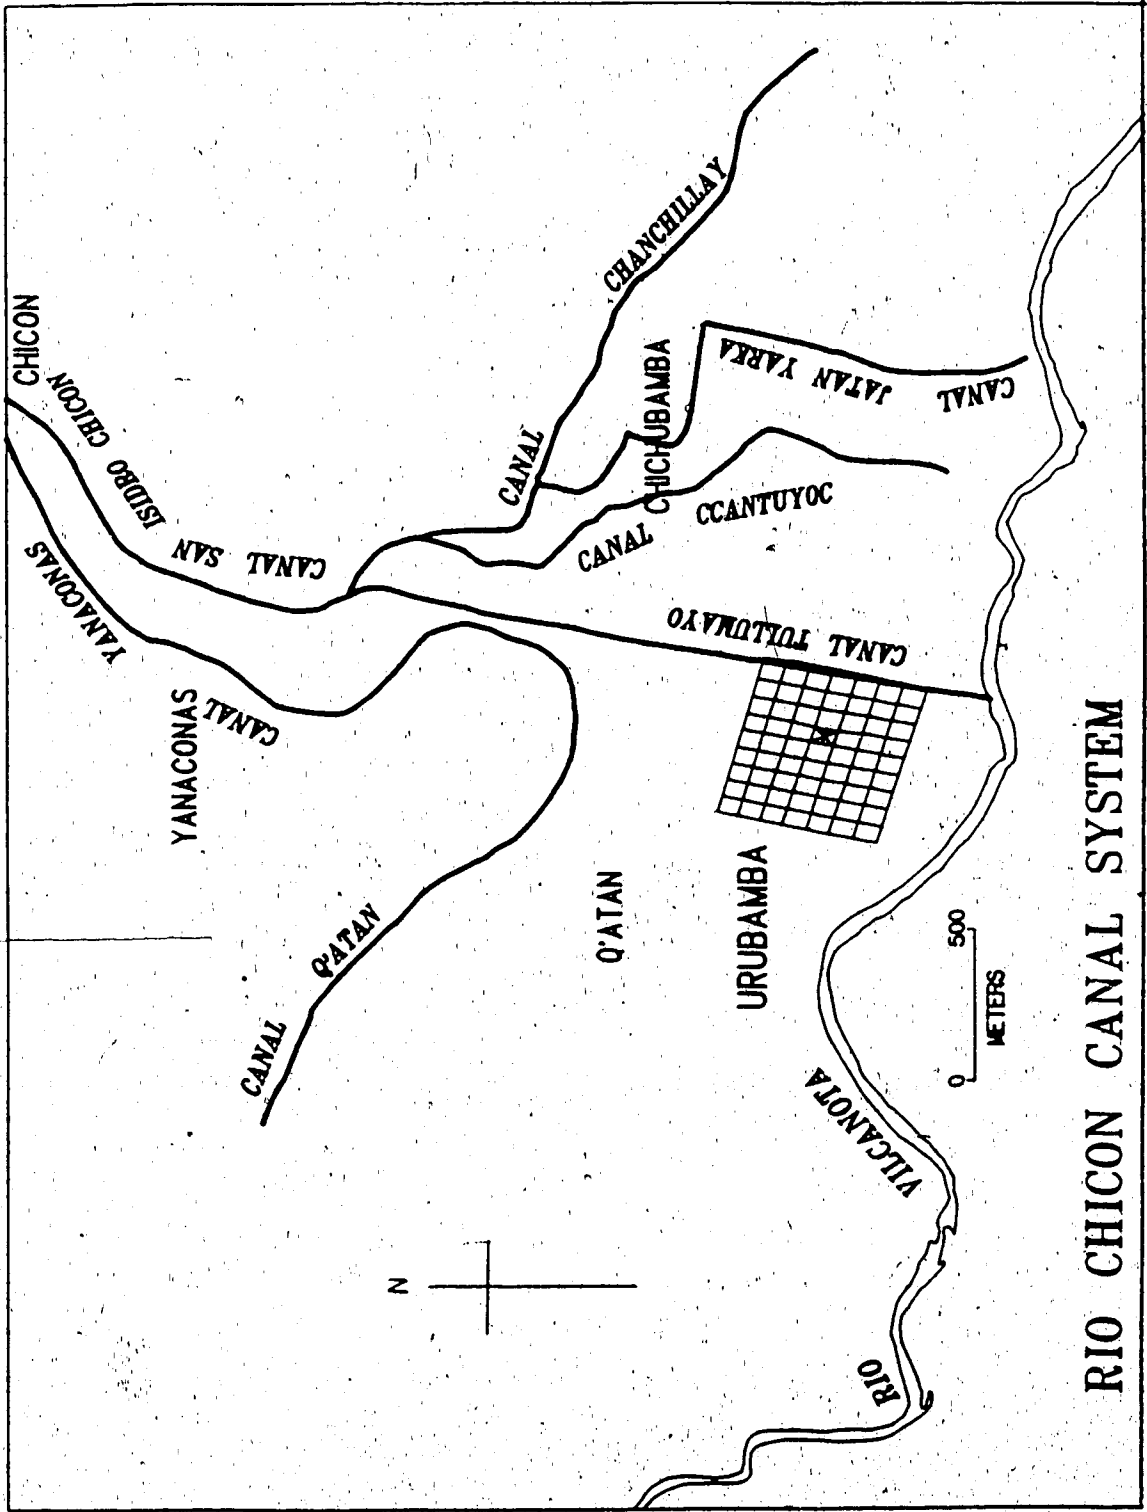 CHICON
CANAL SAN ISIDRO CHICON
CANAL YANACONAS
YANACONAS
CANAL CHANCHILLAY
CHICHUBAMBA
CANAL JATAN YARKA
CANAL CCANTUYOC
CANAL TULLUMAYO
CANAL Q'ATAN
Q'ATAN
URUBAMBA
RIO VILCANOTA
N
0 500
METERS
RIO CHICON CANAL SYSTEM